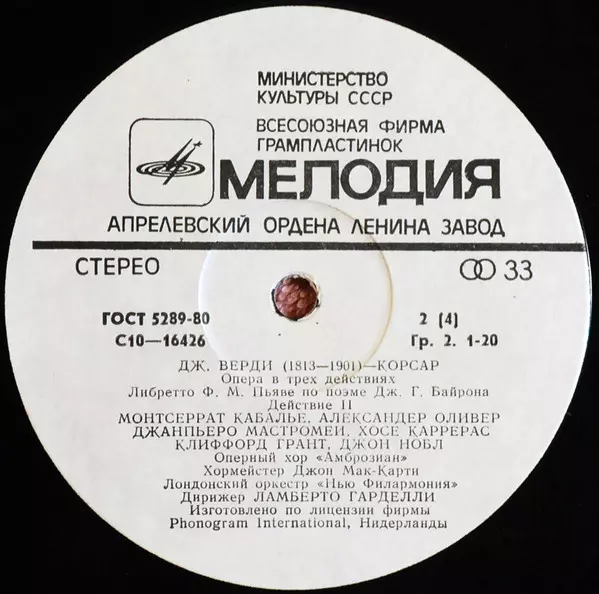 МИНИСТЕРСТВО
КУЛЬТУРЫ СССР
ВСЕСОЮЗНАЯ ФИРМА
ГРАМПЛАСТИНОК
МЕЛОДИЯ
АПРЕЛЕВСКИЙ ОРДЕНА ЛЕНИНА ЗАВОД
СТЕРЕО 33
ГОСТ 5289-80 2 (4)
С10—16426 Гр. 2. 1-20
ДЖ. ВЕРДИ (1813—1901)—КОРСАР
Опера в трех действиях
Либретто Ф. М. Пьяве по поэме Дж. Г. Байрона
Действие II
МОНТСЕРРАТ КАБАЛЬЕ, АЛЕКСАНДЕР ОЛИВЕР
ДЖАНПЬЕРО МАСТРОМЕИ, ХОСЕ КАРРЕРАС
КЛИФФОРД ГРАНТ, ДЖОН НОБЛ
Оперный хор «Амброзиан»
Хормейстер Джон Мак-Карти
Лондонский оркестр «Нью Филармония»
Дирижер ЛАМБЕРТО ГАРДЕЛЛИ
Изготовлено по лицензии фирмы
Phonogram International, Нидерланды